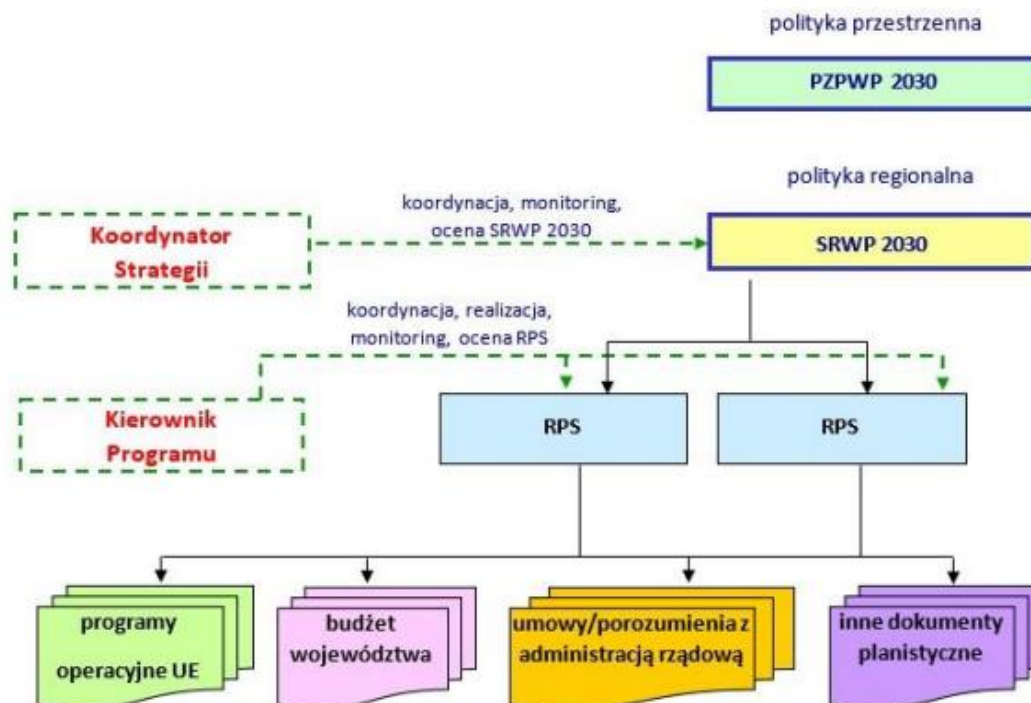 polityka przestrzenna
PZPWP 2030
polityka regionalna
koordynacja, monitoring,
ocena SRWP 2030
Koordynator
Strategii
SRWP 2030
koordynacja, realizacja,
monitoring, ocena RPS
Kierownik
Programu
RPS
RPS
programy
operacyjne UE
budżet
województwa
umowy/porozumienia z
administracją rządową
inne dokumenty
planistyczne